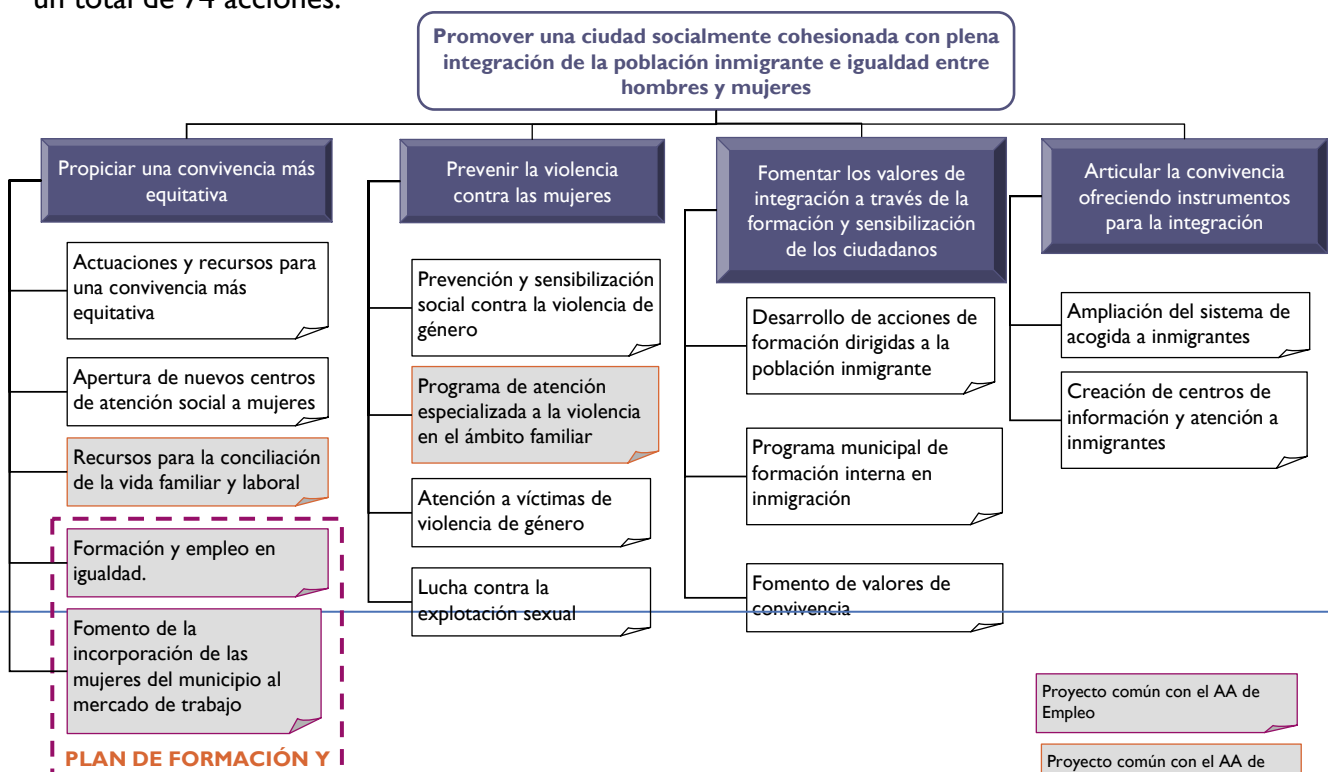 un total de 74 acciones.
Promover una ciudad socialmente cohesionada con plena
integración de la población inmigrante e igualdad entre
hombres y mujeres
Propiciar una convivencia más
equitativa
Actuaciones y recursos para
una convivencia más
equitativa
Apertura de nuevos centros
de atención social a mujeres
Recursos para la conciliación
de la vida familiar y laboral
Formación y empleo en
igualdad.
Fomento de la
incorporación de las
mujeres del municipio al
mercado de trabajo
PLAN DE FORMACIÓN Y
Prevenir la violencia
contra las mujeres
Prevención y sensibilización
social contra la violencia de
género
Programa de atención
especializada a la violencia
en el ámbito familiar
Atención a víctimas de
violencia de género
Lucha contra la
explotación sexual
Fomentar los valores de
integración a través de la
formación y sensibilización
de los ciudadanos
Desarrollo de acciones de
formación dirigidas a la
población inmigrante
Programa municipal de
formación interna en
inmigración
Fomento de valores de
convivencia
Articular la convivencia
ofreciendo instrumentos
para la integración
Ampliación del sistema de
acogida a inmigrantes
Creación de centros de
información y atención a
inmigrantes
Proyecto común con el AA de
Empleo
Proyecto común con el AA de